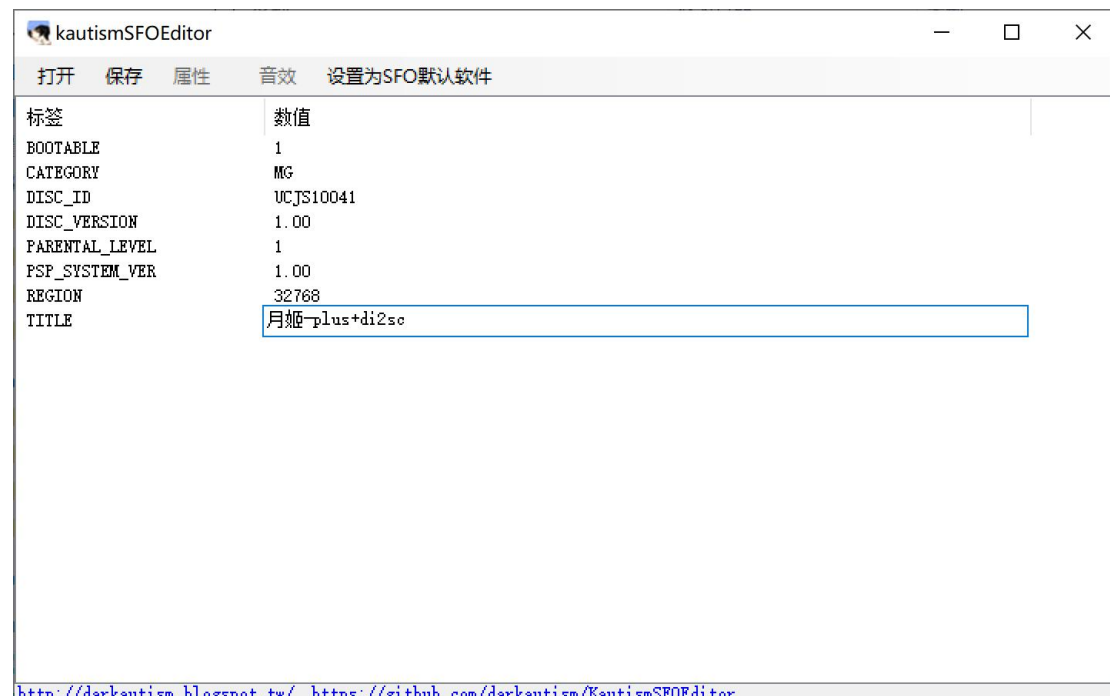 kautismSFOEditor
打开 保存 属性 音效 设置为SFO默认软件
标签 数值
BOOTABLE 1
CATEGORY MG
DISC_ID UCJS10041
DISC_VERSION 1.00
PARENTAL_LEVEL 1
PSP_SYSTEM_VER 1.00
REGION 32768
TITLE 月姬-plus+di2sc
http://darkautism.blogspot.tw/ https://github.com/darkautism/KautismSFOEditor